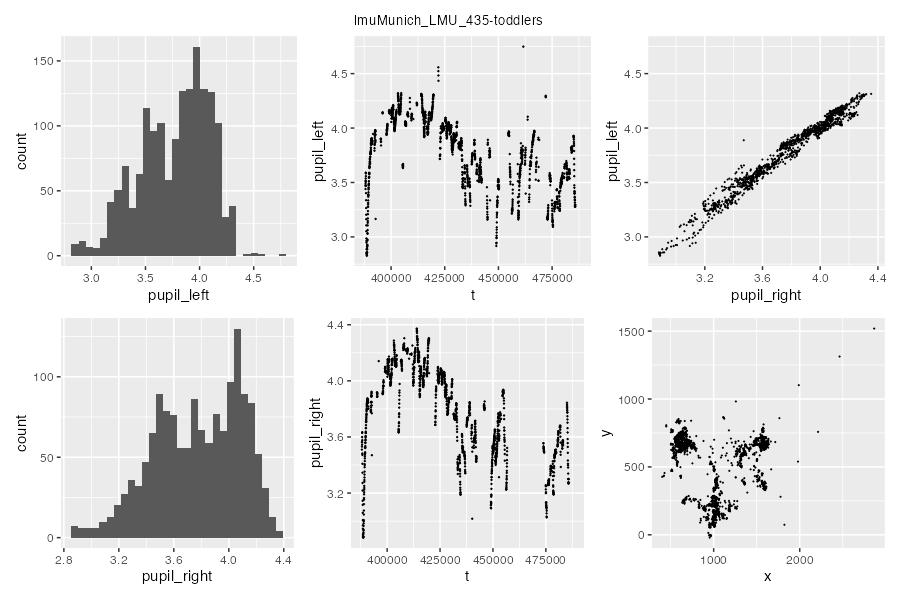 lmuMunich_LMU_435-toddlers
count
150
100
50
0
3.0 3.5 4.0 4.5
pupil_left
pupil_left
4.5
4.0
3.5
3.0
400000 425000 450000 475000
t
pupil_left
4.5
4.0
3.5
3.0
3.2 3.6 4.0 4.4
pupil_right
count
100
50
0
2.8 3.2 3.6 4.0 4.4
pupil_right
pupil_right
4.4
4.0
3.6
3.2
400000 425000 450000 475000
t
y
1500
1000
500
0
1000 2000
x